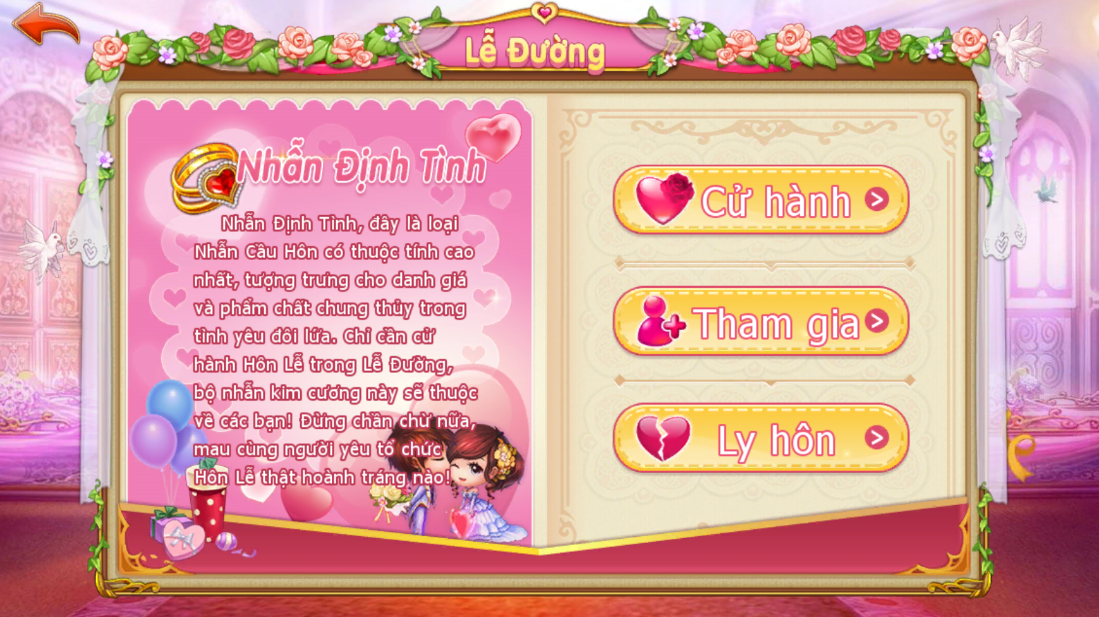 Lễ Đường
Nhẫn Định Tình
Nhẫn Định Tình, đây là loại
Nhẫn Cầu Hôn có thuộc tính cao
nhất, tượng trưng cho danh giá
và phẩm chất chung thủy trong
tình yêu đôi lứa. Chỉ cần cử
hành Hôn Lễ trong Lễ Đường,
bộ nhẫn kim cương này sẽ thuộc
về các bạn! Đừng chần chừ nữa,
mau cùng người yêu tổ chức
Hôn Lễ thật hoành tráng nào!
Cử hành
Tham gia
Ly hôn